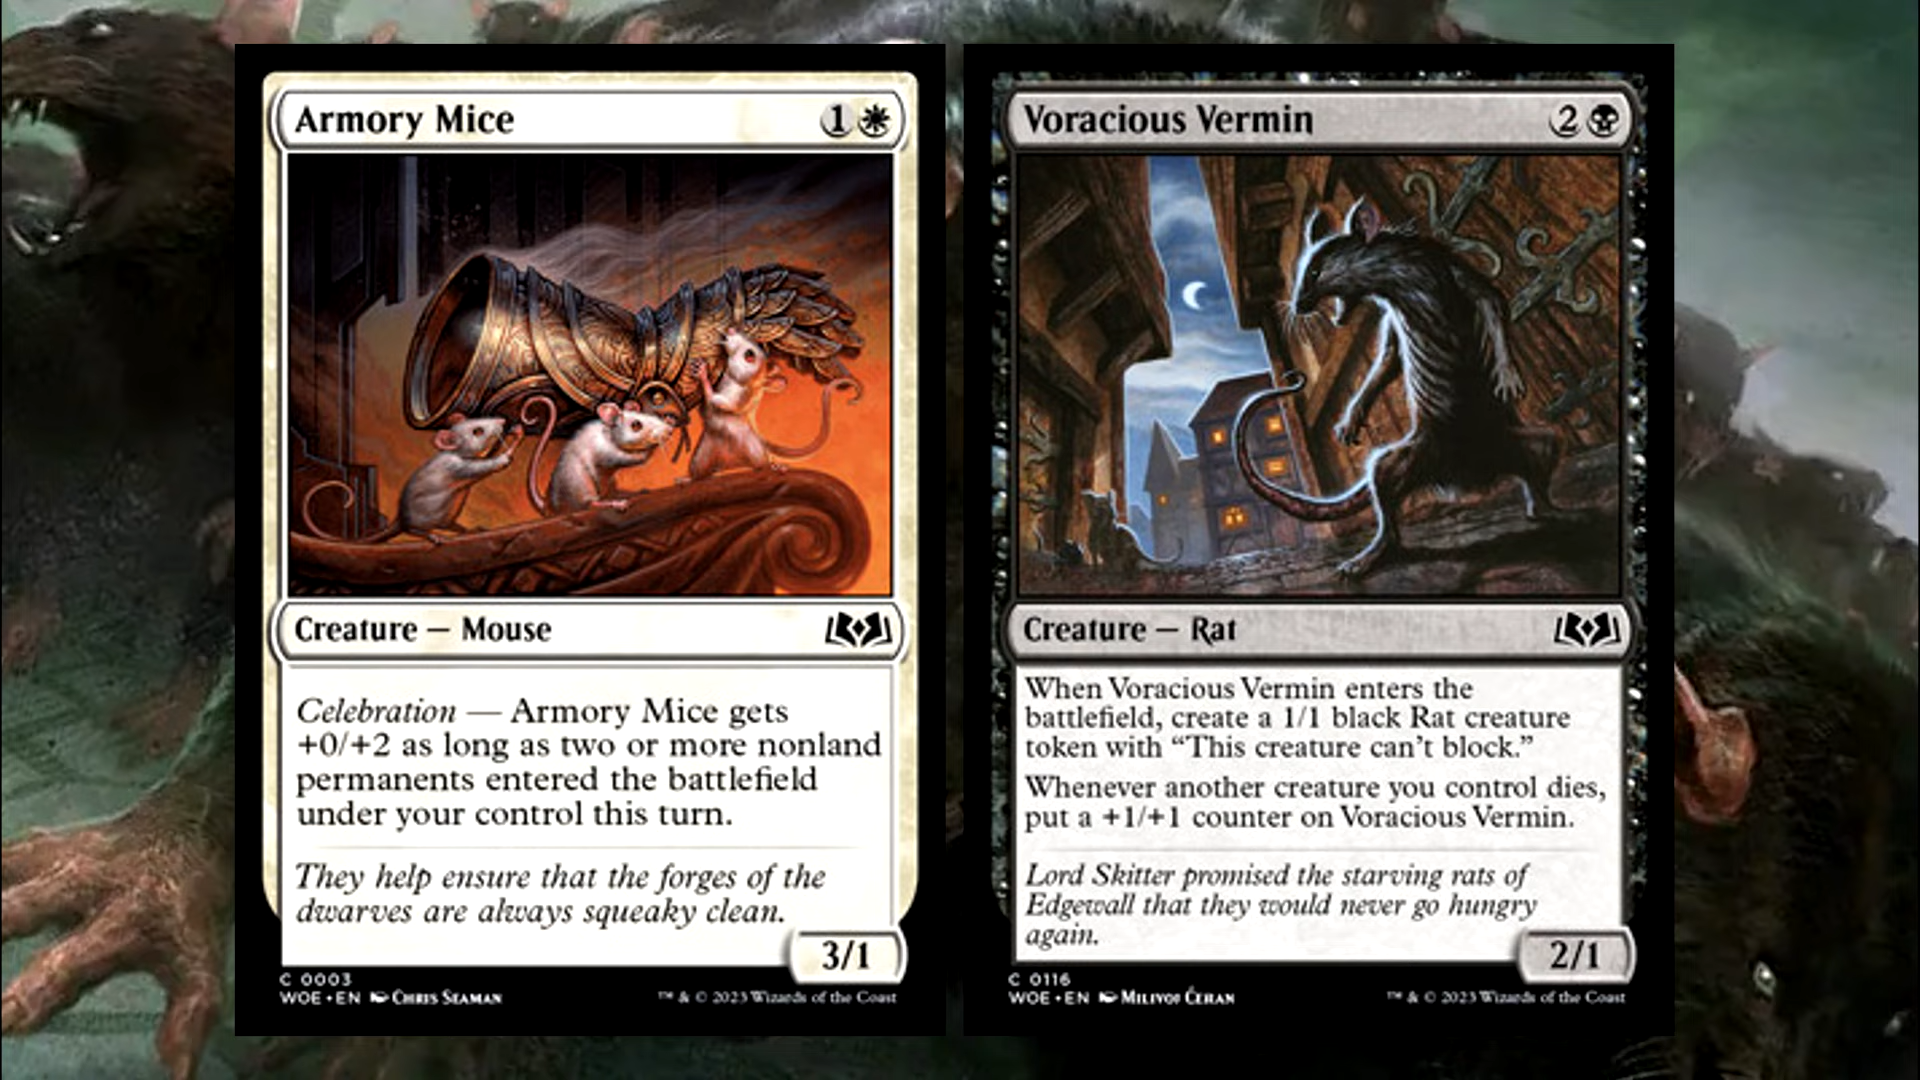 Armory Mice
1
Creature — Mouse
Celebration — Armory Mice gets
+0/+2 as long as two or more nonland
permanents entered the battlefield
under your control this turn.
They help ensure that the forges of the
dwarves are always squeaky clean.
3/1
C 0003
WOE • EN Chris Seaman
™ & © 2023 Wizards of the Coast
Voracious Vermin
2
Creature — Rat
When Voracious Vermin enters the
battlefield, create a 1/1 black Rat creature
token with “This creature can’t block.”
Whenever another creature you control dies,
put a +1/+1 counter on Voracious Vermin.
Lord Skitter promised the starving rats of
Edgewall that they would never go hungry
again.
2/1
C 0116
WOE • EN Milivoj Ćeran
™ & © 2023 Wizards of the Coast